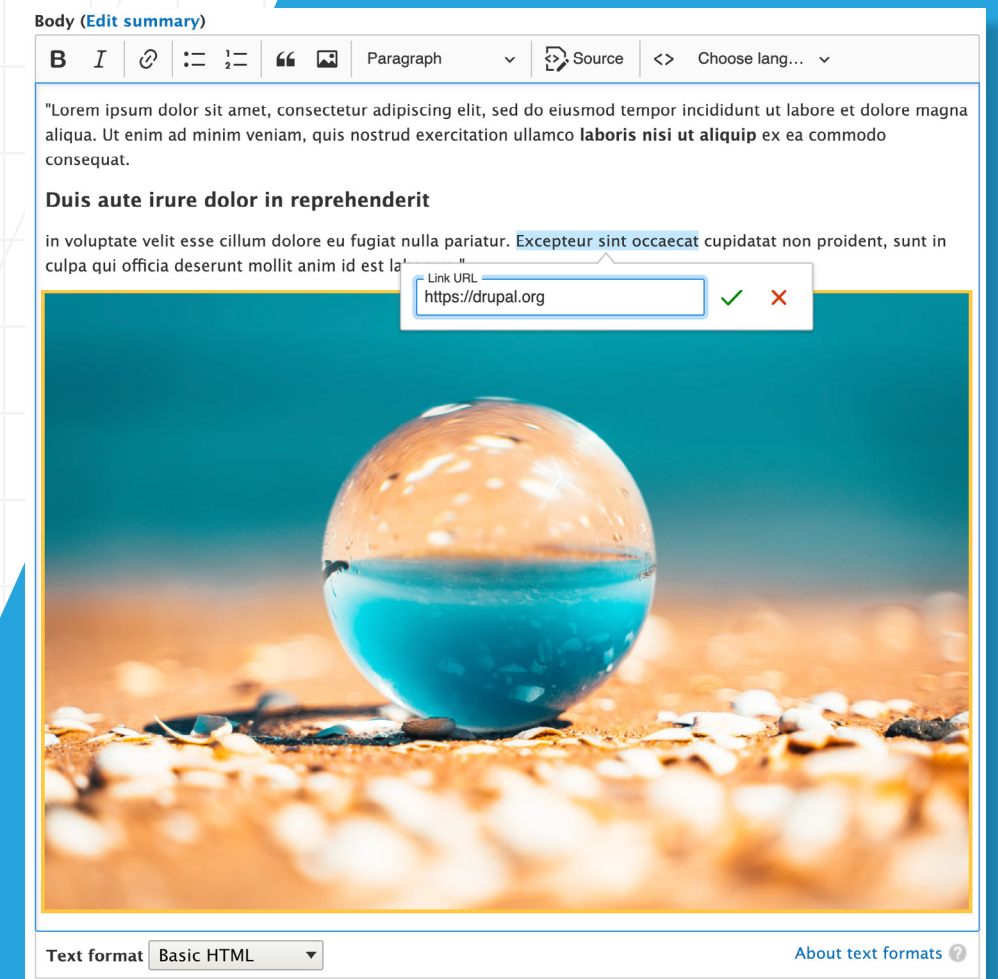 Body (Edit summary)
B I Paragraph Source <> Choose lang...
"Lorem ipsum dolor sit amet, consectetur adipiscing elit, sed do eiusmod tempor incididunt ut labore et dolore magna
aliqua. Ut enim ad minim veniam, quis nostrud exercitation ullamco laboris nisi ut aliquip ex ea commodo
consequat.
Duis aute irure dolor in reprehenderit
in voluptate velit esse cillum dolore eu fugiat nulla pariatur. Excepteur sint occaecat cupidatat non proident, sunt in
culpa qui officia deserunt mollit anim id est
Link URL
https://drupal.org
Text format Basic HTML About text formats ?